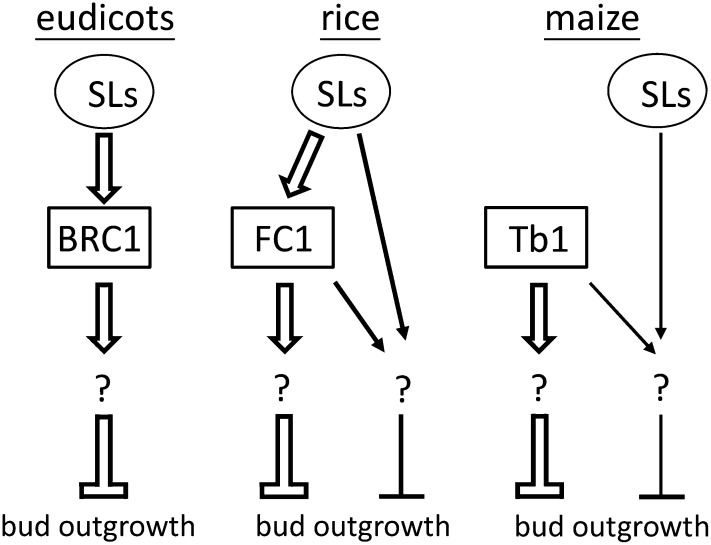 eudicots rice maize
SLs SLs SLs
BRC1 FC1 Tb1
? ? ? ? ?
bud outgrowth bud outgrowth bud outgrowth